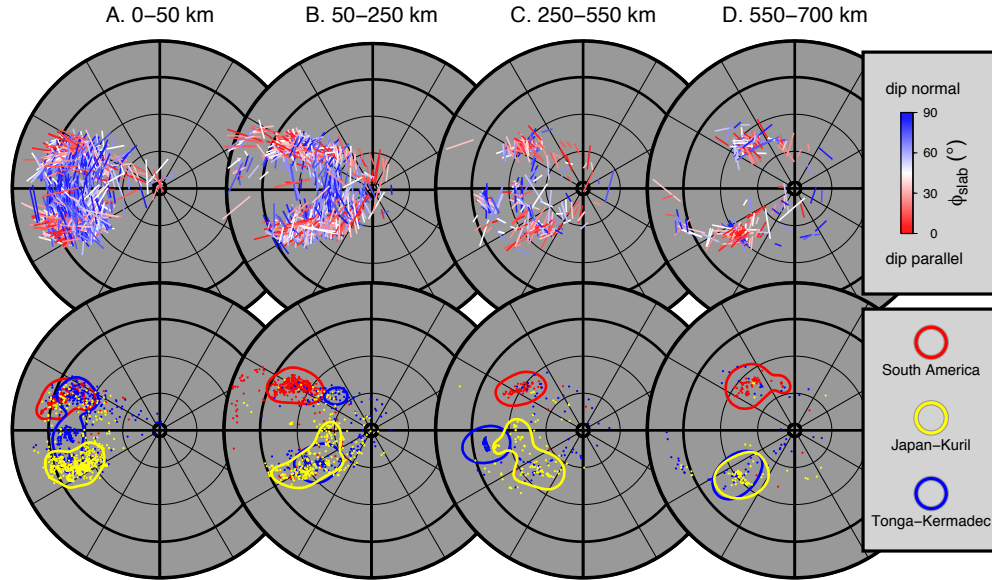 A. 0–50 km
B. 50–250 km
C. 250–550 km
D. 550–700 km
dip normal
90
60
30
0
ϕslab (°)
dip parallel
South America
Japan–Kuril
Tonga–Kermadec